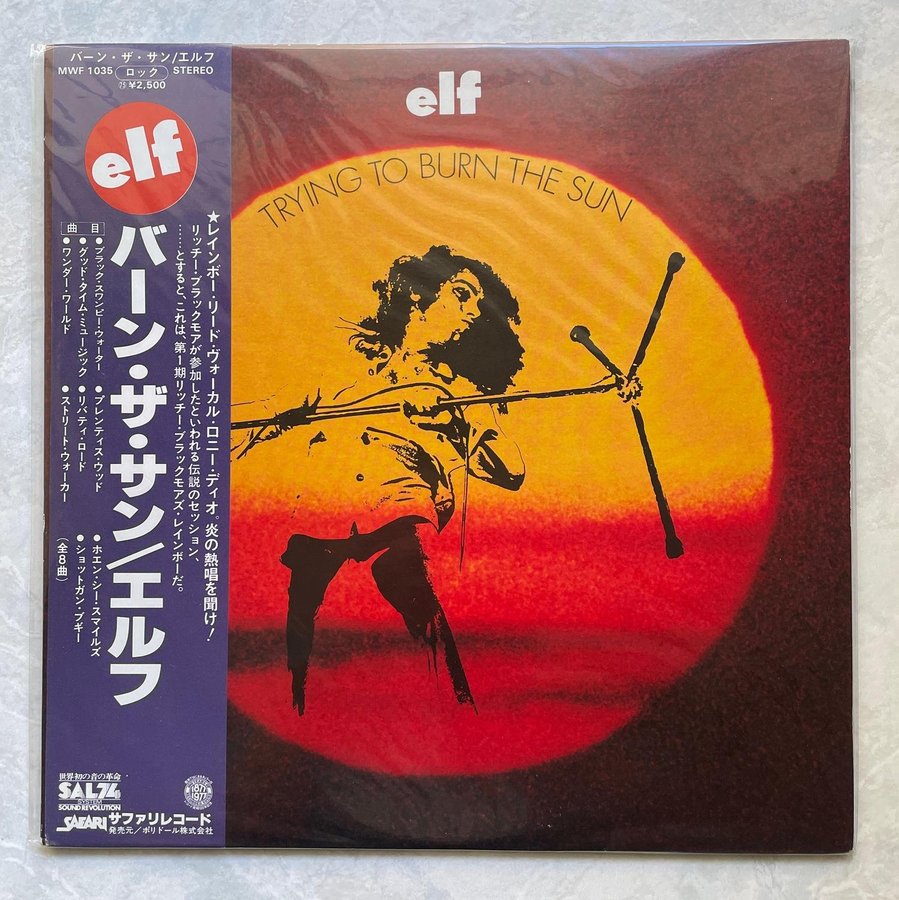 バーン・ザ・サン/エルフ
MWF 1035 ロック STEREO
'75 ¥2,500
elf
バーン・ザ・サン/エルフ
★レインボー・リード・ヴォーカル・ロニー・ディオ。炎の熱唱を聞け!
リッチー・ブラックモアが参加したといわれる伝説のセッション、
……とすると、これは、第1期リッチー・ブラックモアズ・レインボーだ。
曲目
●ブラック・スワンピー・ウォーター
●グッド・タイム・ミュージック
●ワンダー・ワールド
●プレンティス・ウッド
●リバティ・ロード
●ストリート・ウォーカー
●ホエン・シー・スマイルズ
●ショットガン・ブギー
(全8曲)
世界初の音の革命
SAL74
SYSTEM
SOUND REVOLUTION
SAFARI サファリレコード
発売元/ポリドール株式会社
1877
1977
elf
TRYING TO BURN THE SUN